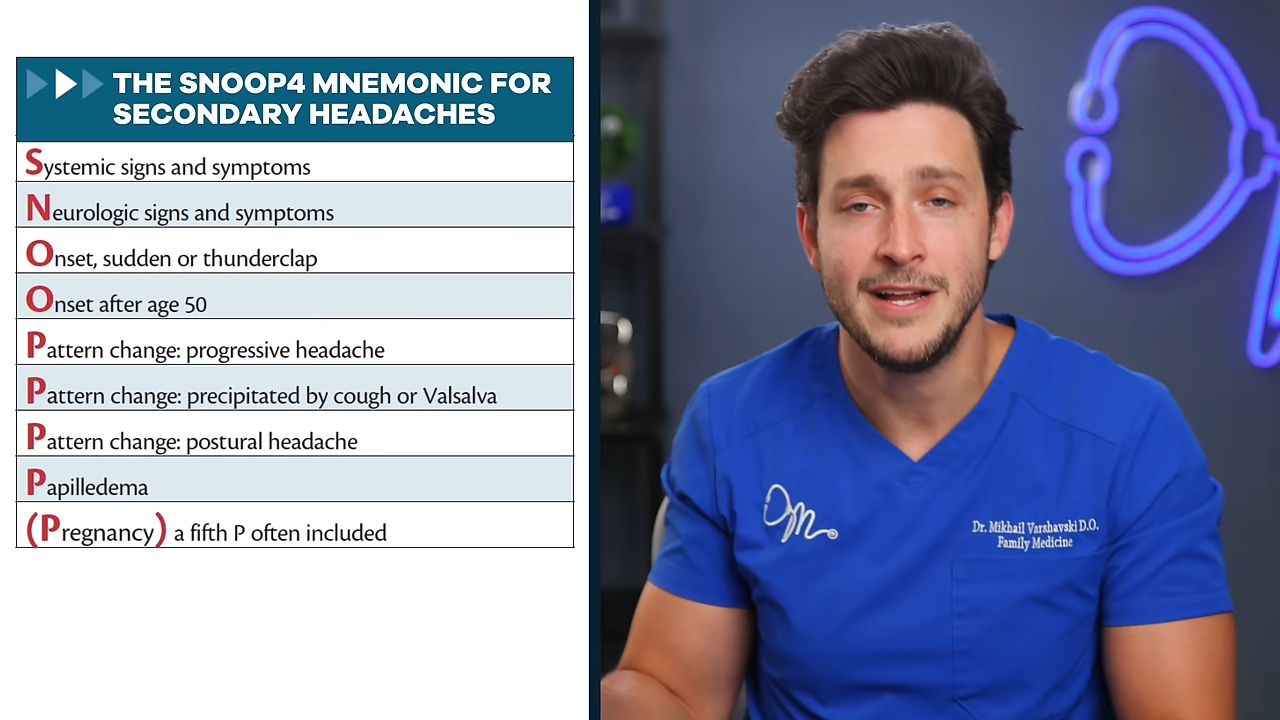 THE SNOOP4 MNEMONIC FOR
SECONDARY HEADACHES
Systemic signs and symptoms
Neurologic signs and symptoms
Onset, sudden or thunderclap
Onset after age 50
Pattern change: progressive headache
Pattern change: precipitated by cough or Valsalva
Pattern change: postural headache
Papilledema
(Pregnancy) a fifth P often included
Dr. Mikhail Varshavski D.O.
Family Medicine